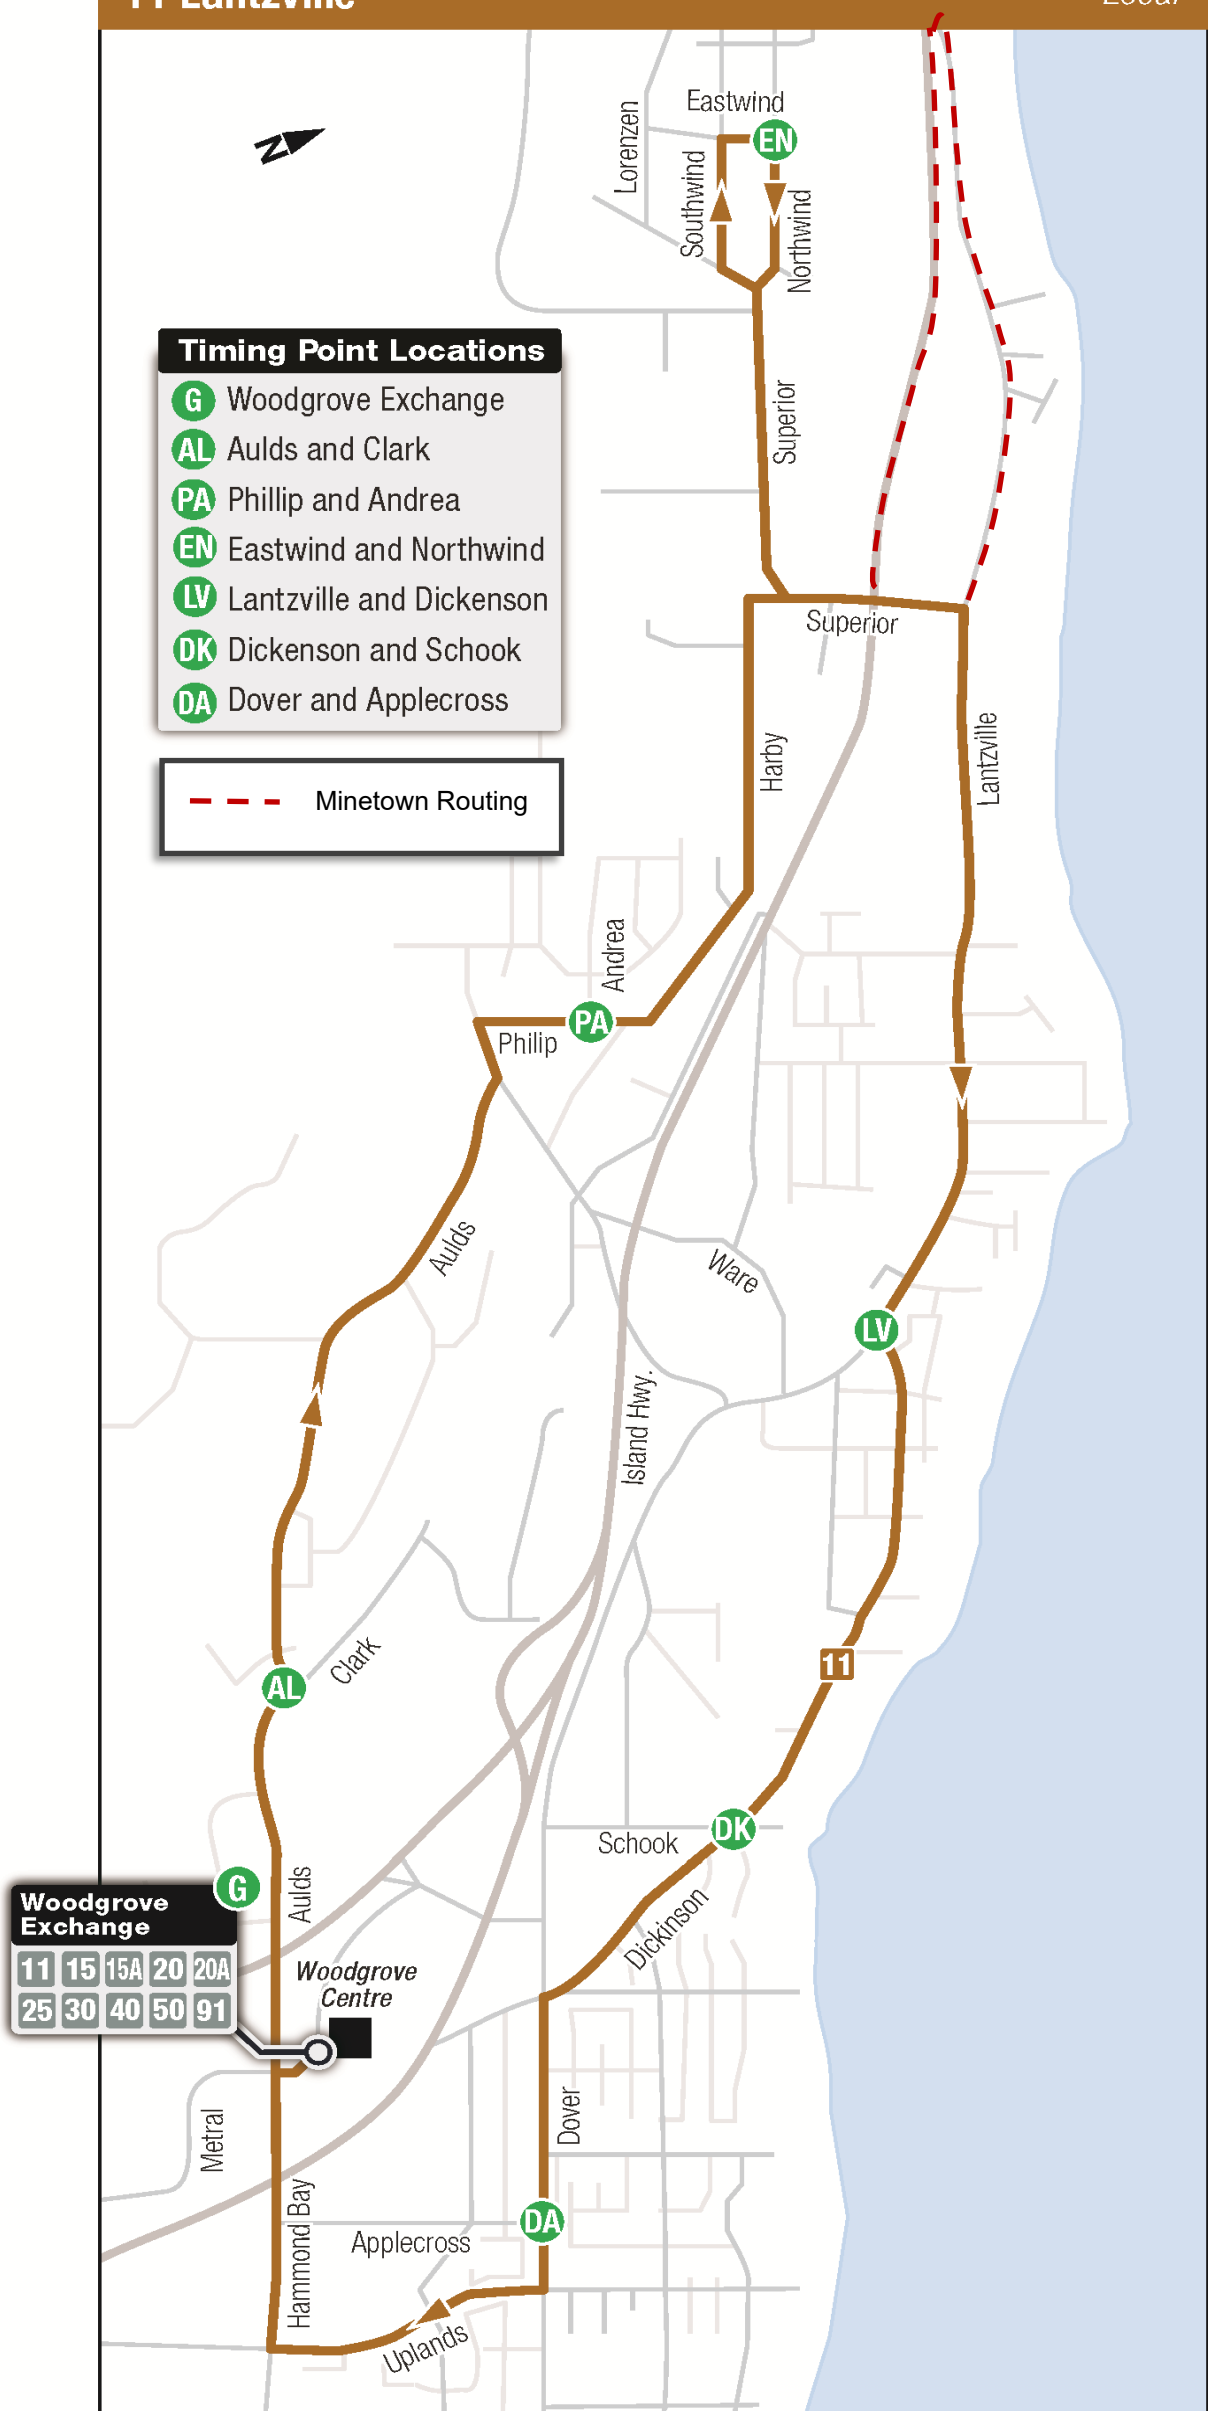 11 Lantzville
Local
Eastwind
EN
Lorenzen
Southwind
Northwind
N
Timing Point Locations
G Woodgrove Exchange
AL Aulds and Clark
PA Phillip and Andrea
EN Eastwind and Northwind
LV Lantzville and Dickenson
DK Dickenson and Schook
DA Dover and Applecross
Superior
Superior
Minetown Routing
Harby
Lantzville
Andrea
PA
Philip
Aulds
Ware
LV
Island Hwy.
Clark
11
AL
DK
Schook
G
Aulds
Dickinson
Woodgrove
Exchange
11 15 15A 20 20A
25 30 40 50 91
Woodgrove
Centre
Metral
Dover
Hammond Bay
DA
Applecross
Uplands